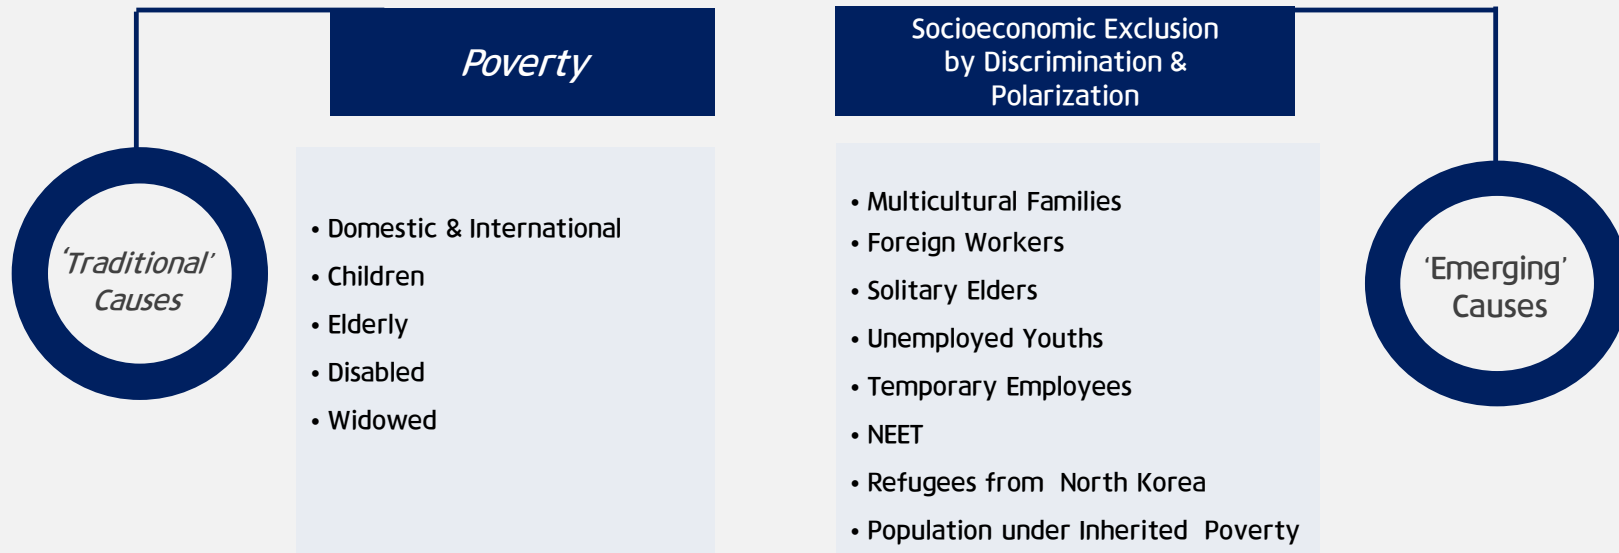 Poverty
'Traditional'
Causes
• Domestic & International
• Children
• Elderly
• Disabled
• Widowed
Socioeconomic Exclusion
by Discrimination &
Polarization
• Multicultural Families
• Foreign Workers
• Solitary Elders
• Unemployed Youths
• Temporary Employees
• NEET
• Refugees from North Korea
• Population under Inherited Poverty
'Emerging'
Causes